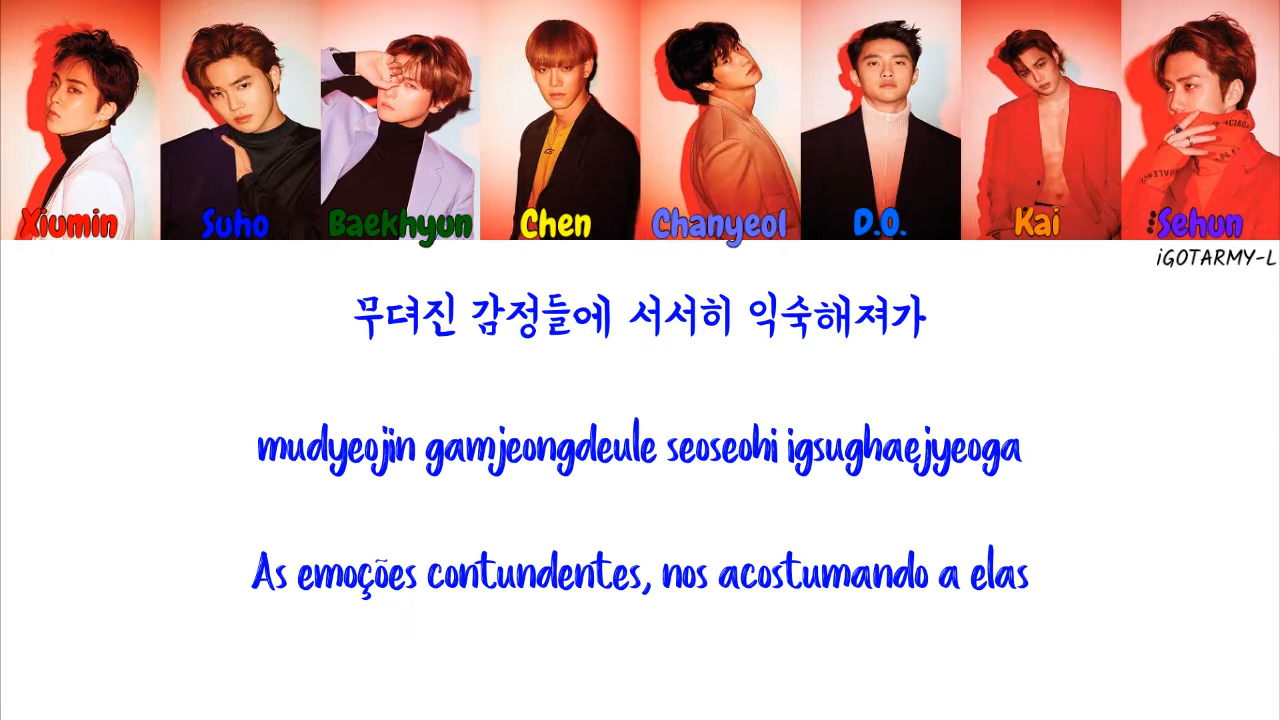 Xiumin Suho Baekhyun Chen Chanyeol D.O. Kai Sehun
iGOTARMY-L
무뎌진 감정들에 서서히 익숙해져가
mudyeojin gamjeongdeule seoseohi igsughaejyeoga
As emoções contundentes, nos acostumando a elas